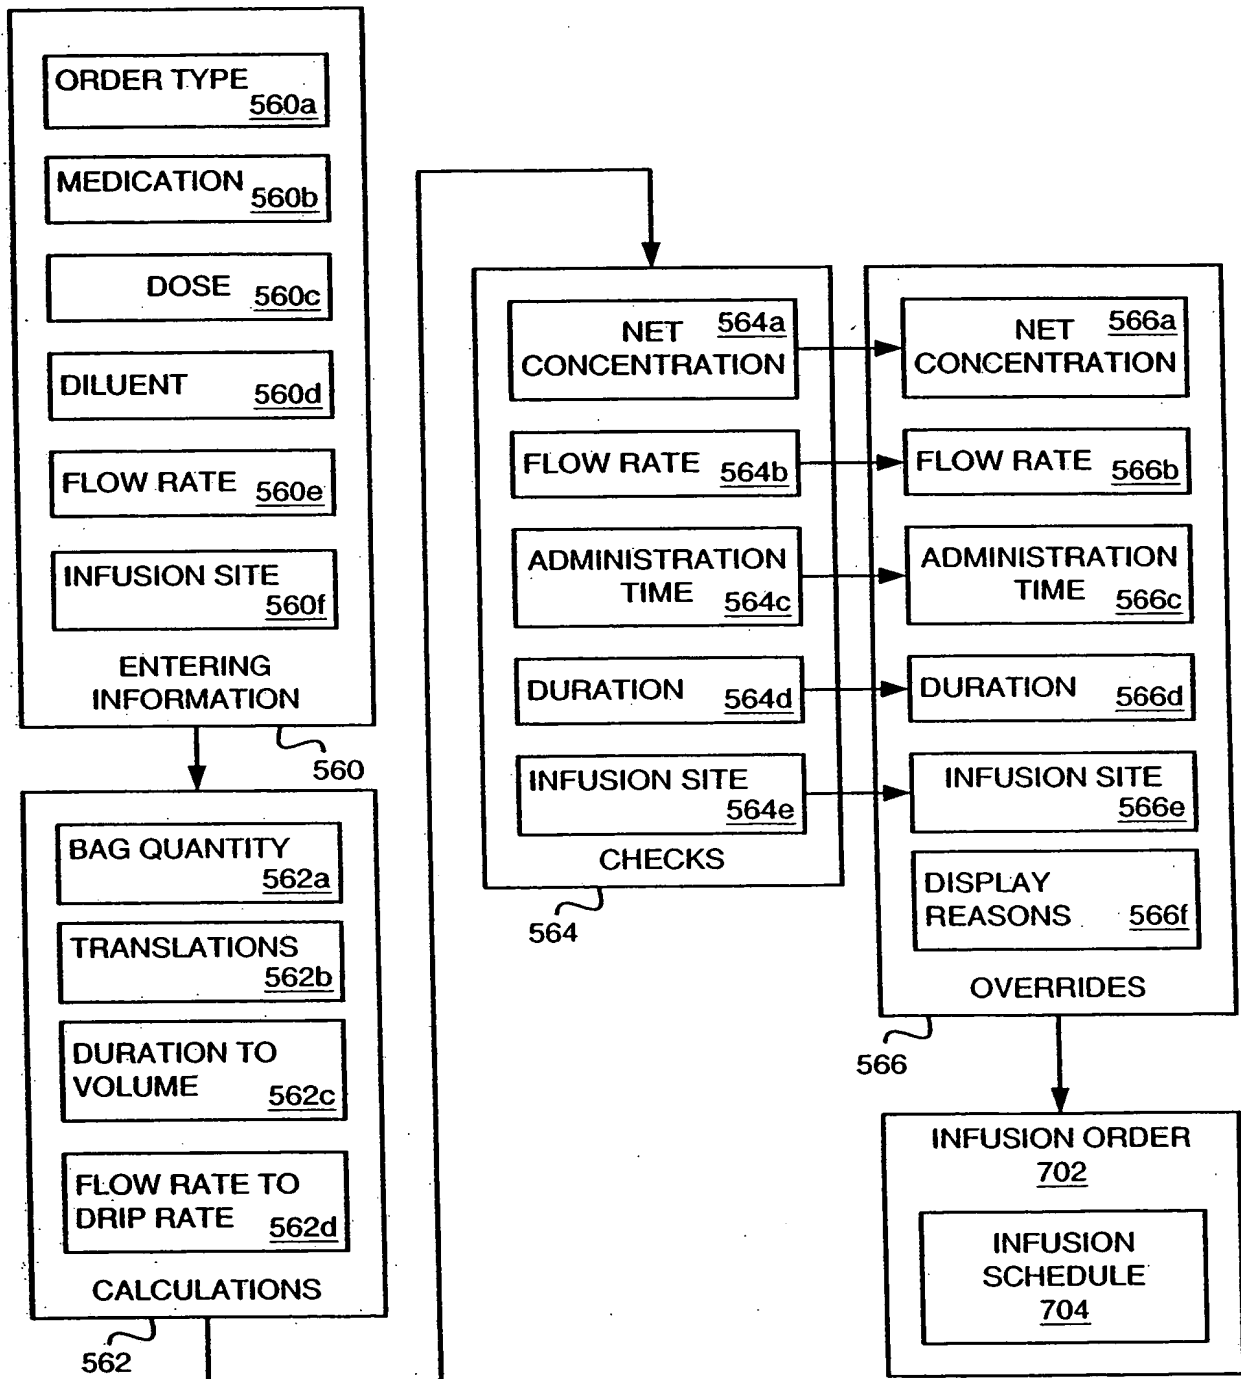 ORDER TYPE
560a
MEDICATION
560b
DOSE 560c
DILUENT
560d
FLOW RATE 560e
INFUSION SITE
560f
ENTERING
INFORMATION
560
BAG QUANTITY
562a
TRANSLATIONS
562b
DURATION TO
VOLUME 562c
FLOW RATE TO
DRIP RATE 562d
CALCULATIONS
562
NET 564a
CONCENTRATION
FLOW RATE 564b
ADMINISTRATION
TIME 564c
DURATION 564d
INFUSION SITE
564e
CHECKS
564
NET 566a
CONCENTRATION
FLOW RATE 566b
ADMINISTRATION
TIME 566c
DURATION 566d
INFUSION SITE
566e
DISPLAY
REASONS 566f
OVERRIDES
566
INFUSION ORDER
702
INFUSION
SCHEDULE
704